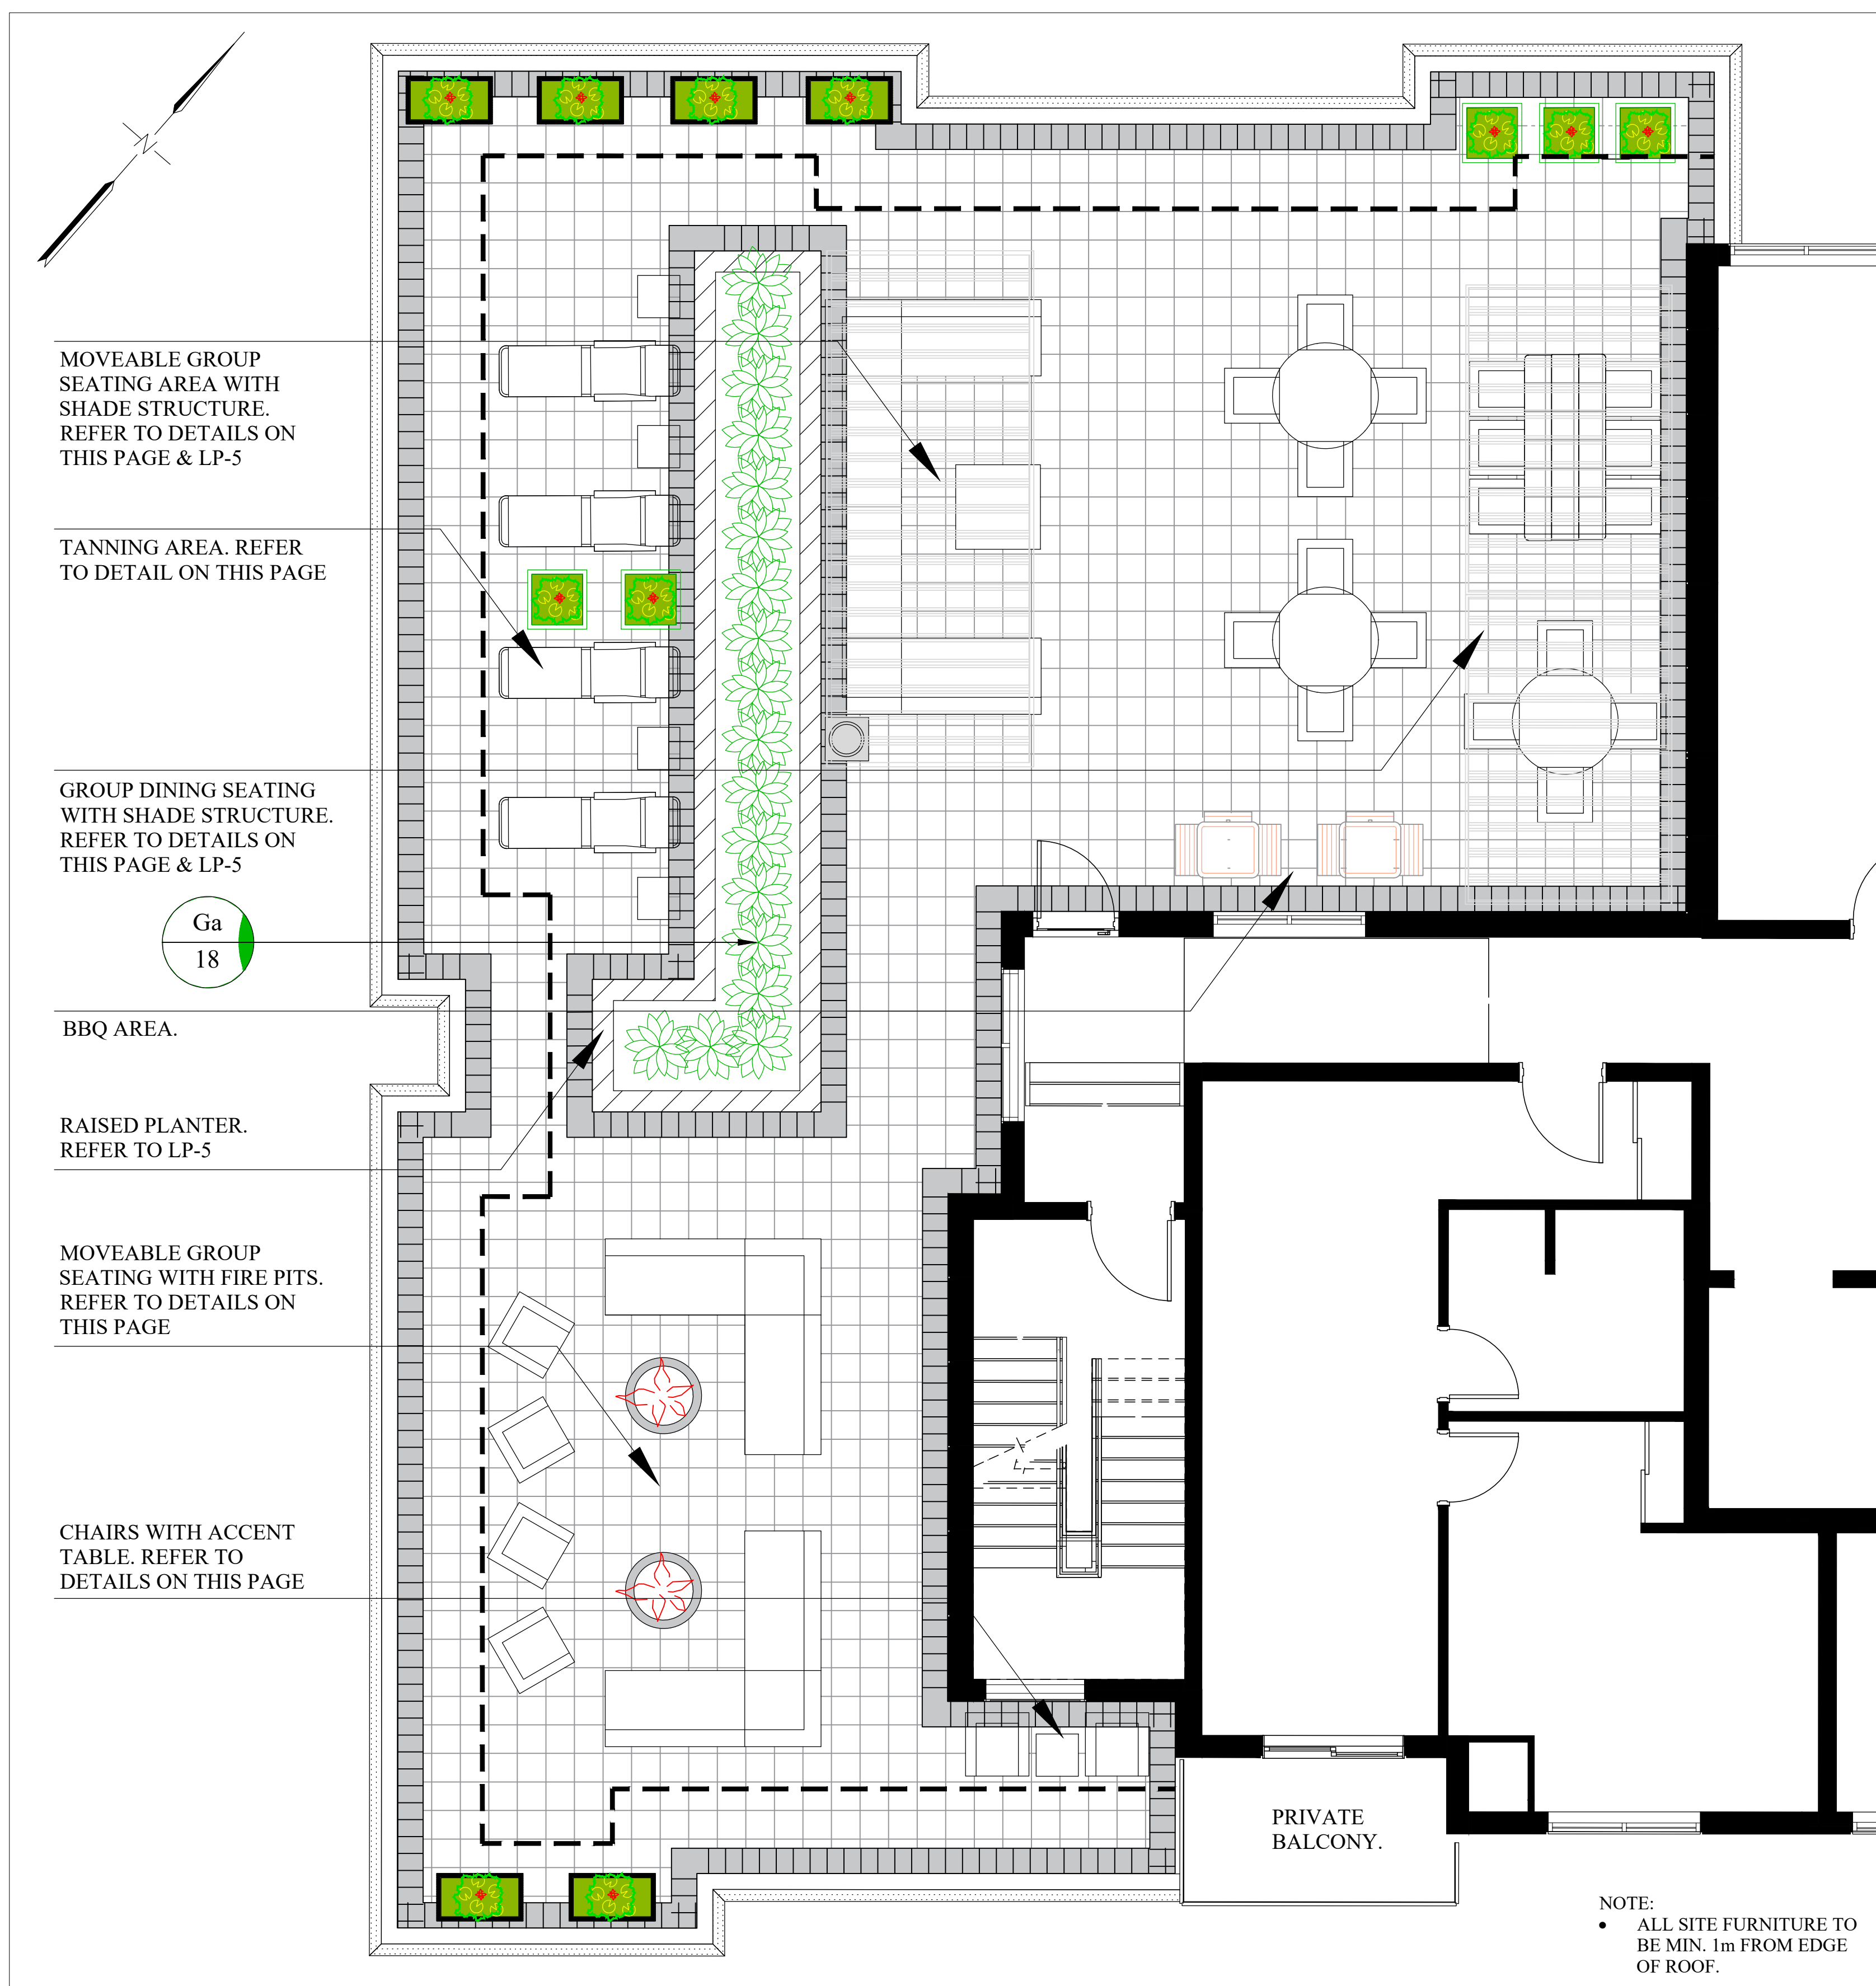 N
MOVEABLE GROUP
SEATING AREA WITH
SHADE STRUCTURE.
REFER TO DETAILS ON
THIS PAGE & LP-5
TANNING AREA. REFER
TO DETAIL ON THIS PAGE
GROUP DINING SEATING
WITH SHADE STRUCTURE.
REFER TO DETAILS ON
THIS PAGE & LP-5
Ga
18
BBQ AREA.
RAISED PLANTER.
REFER TO LP-5
MOVEABLE GROUP
SEATING WITH FIRE PITS.
REFER TO DETAILS ON
THIS PAGE
CHAIRS WITH ACCENT
TABLE. REFER TO
DETAILS ON THIS PAGE
PRIVATE
BALCONY.
NOTE:
• ALL SITE FURNITURE TO
BE MIN. 1m FROM EDGE
OF ROOF.